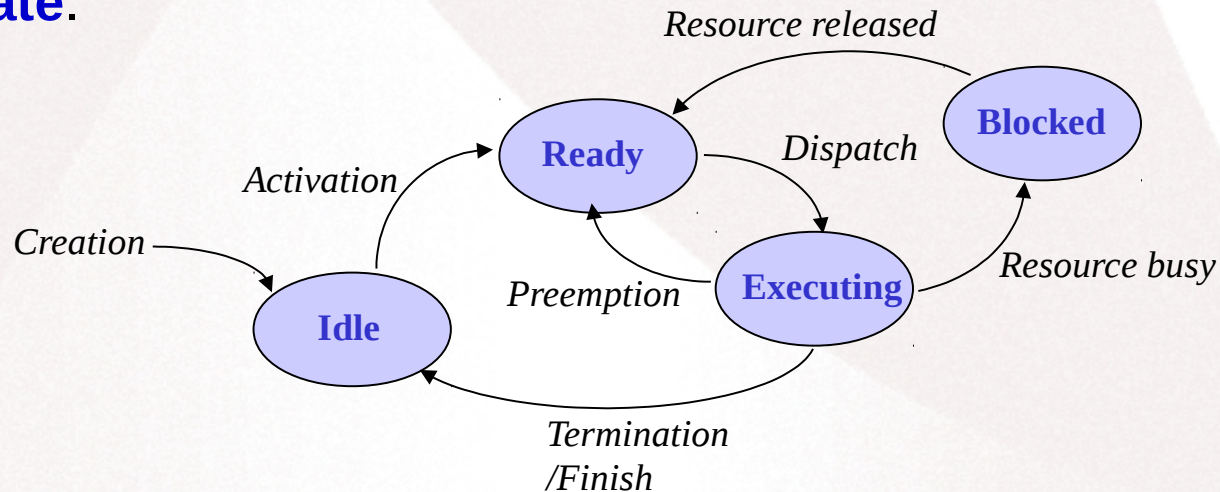 ate.
Resource released
Blocked
Ready
Dispatch
Activation
Creation
Resource busy
Preemption
Executing
Idle
Termination
/Finish